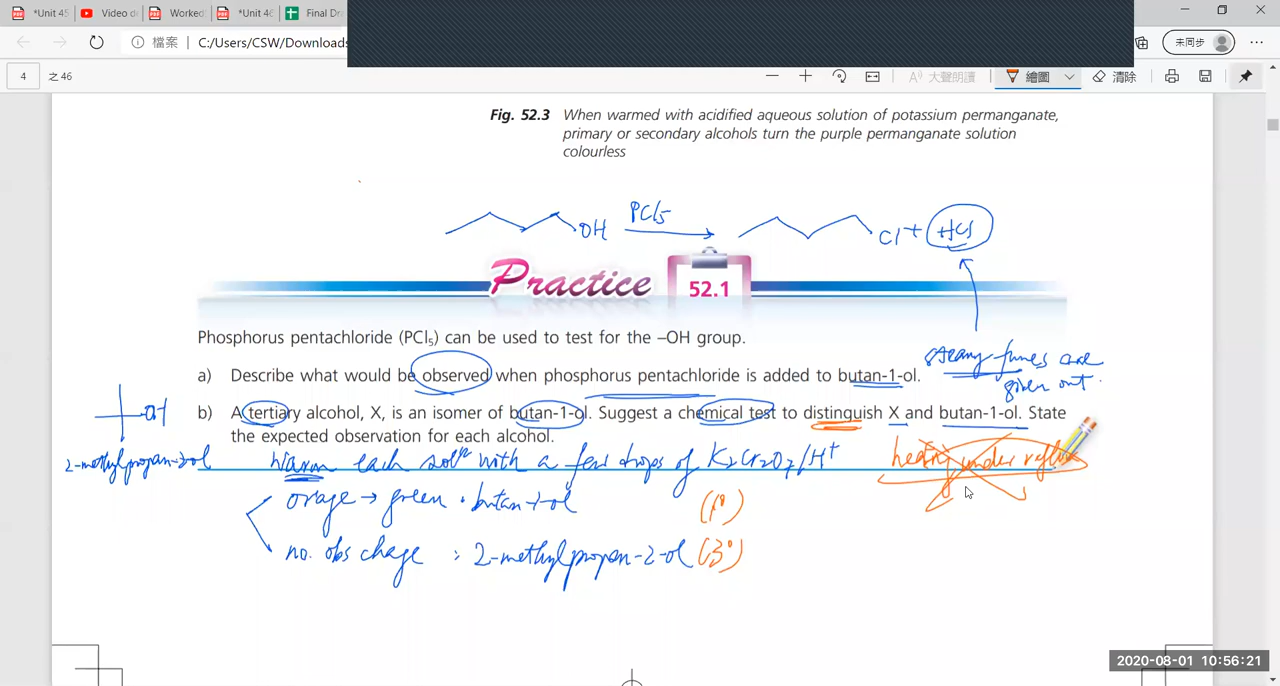 *Unit 45 Video d Worked *Unit 4 Final Dr
檔案 C:/Users/CSW/Downloads 未同步
4 之 46 大聲朗讀 繪圖 清除
Fig. 52.3 When warmed with acidified aqueous solution of potassium permanganate,
primary or secondary alcohols turn the purple permanganate solution
colourless
OH PCl5 Cl + HCl
Practice 52.1
Phosphorus pentachloride (PCl5) can be used to test for the –OH group.
steamy fumes are
given out.
a) Describe what would be observed when phosphorus pentachloride is added to butan-1-ol.
b) A tertiary alcohol, X, is an isomer of butan-1-ol. Suggest a chemical test to distinguish X and butan-1-ol. State
the expected observation for each alcohol.
OH
2-methylpropan-2-ol
Warm each sol^n with a few drops of K2Cr2O7/H+
heating under reflux
orage → green : butan-1-ol (1°)
no. obs chage : 2-methylpropan-2-ol (3°)
2020-08-01 10:56:21